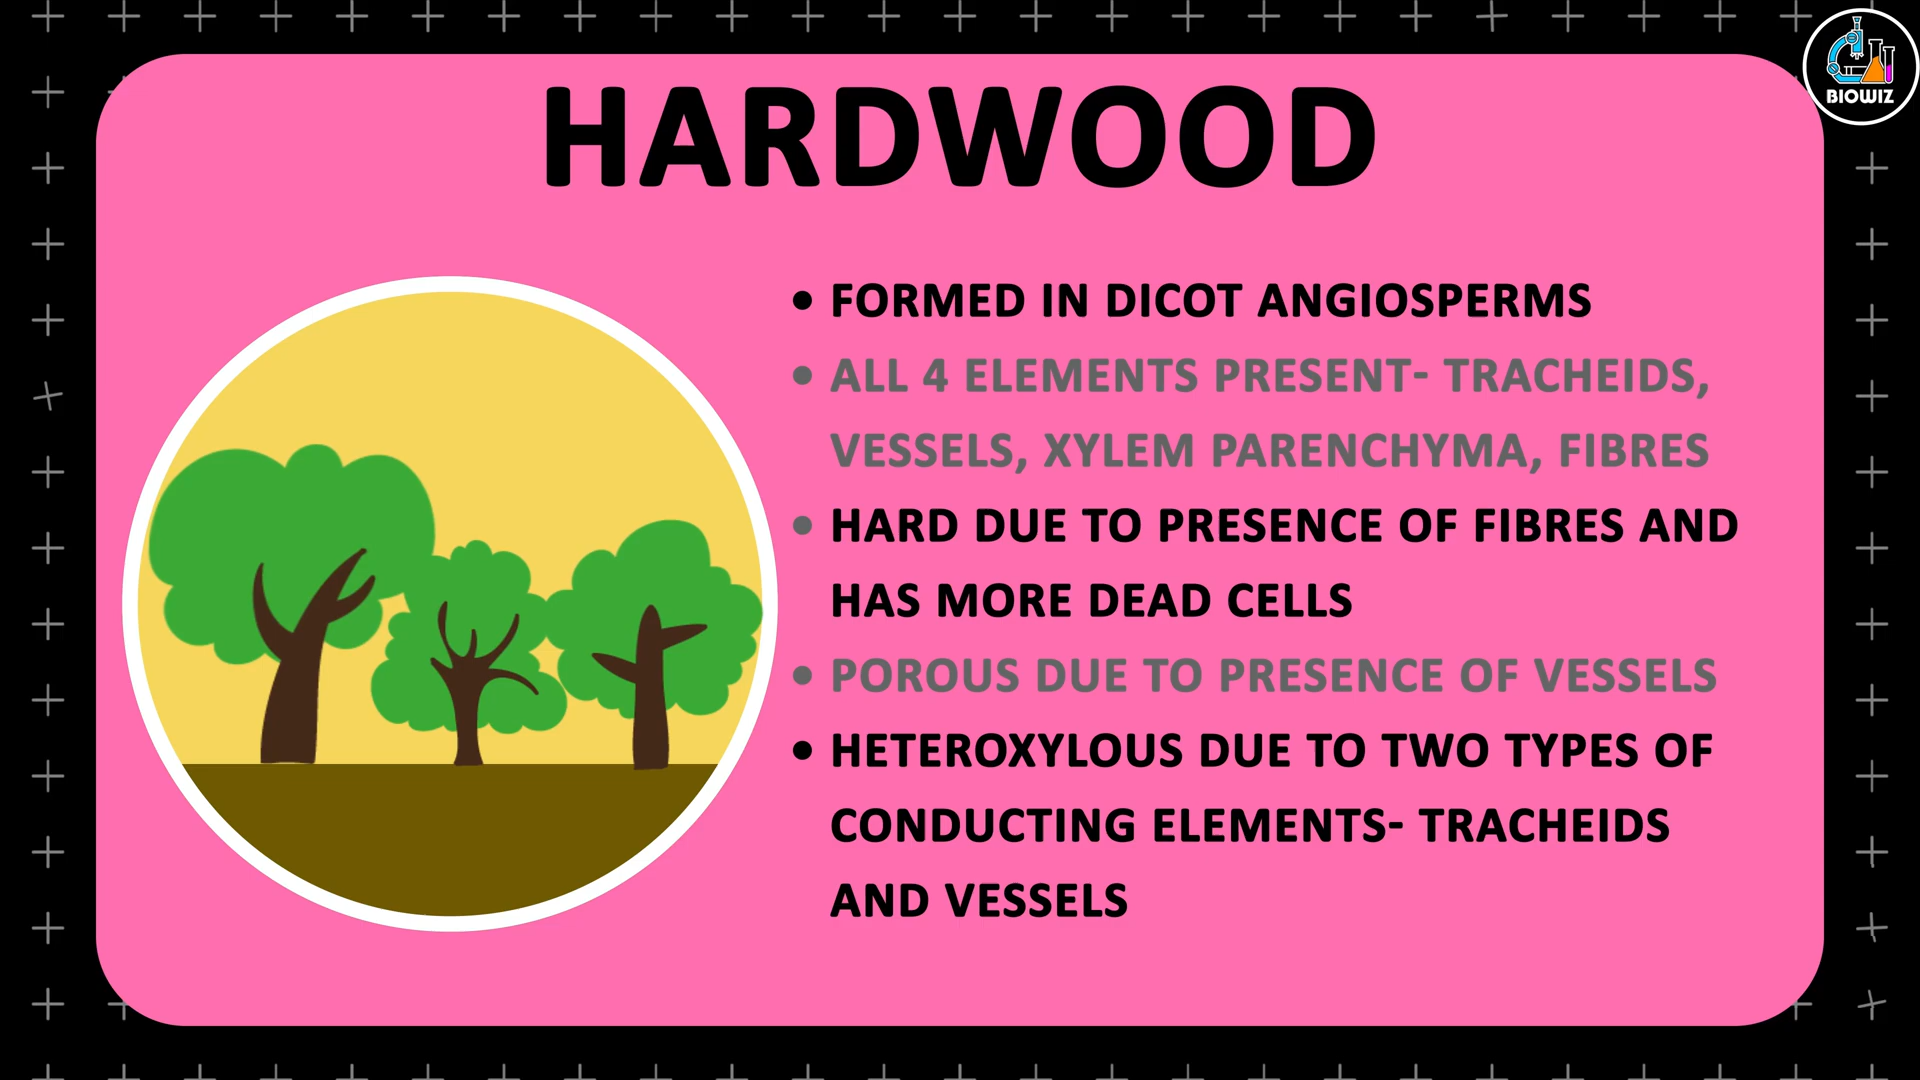 HARDWOOD
BIOWIZ
• FORMED IN DICOT ANGIOSPERMS
• ALL 4 ELEMENTS PRESENT- TRACHEIDS,
VESSELS, XYLEM PARENCHYMA, FIBRES
• HARD DUE TO PRESENCE OF FIBRES AND
HAS MORE DEAD CELLS
• POROUS DUE TO PRESENCE OF VESSELS
• HETEROXYLOUS DUE TO TWO TYPES OF
CONDUCTING ELEMENTS- TRACHEIDS
AND VESSELS